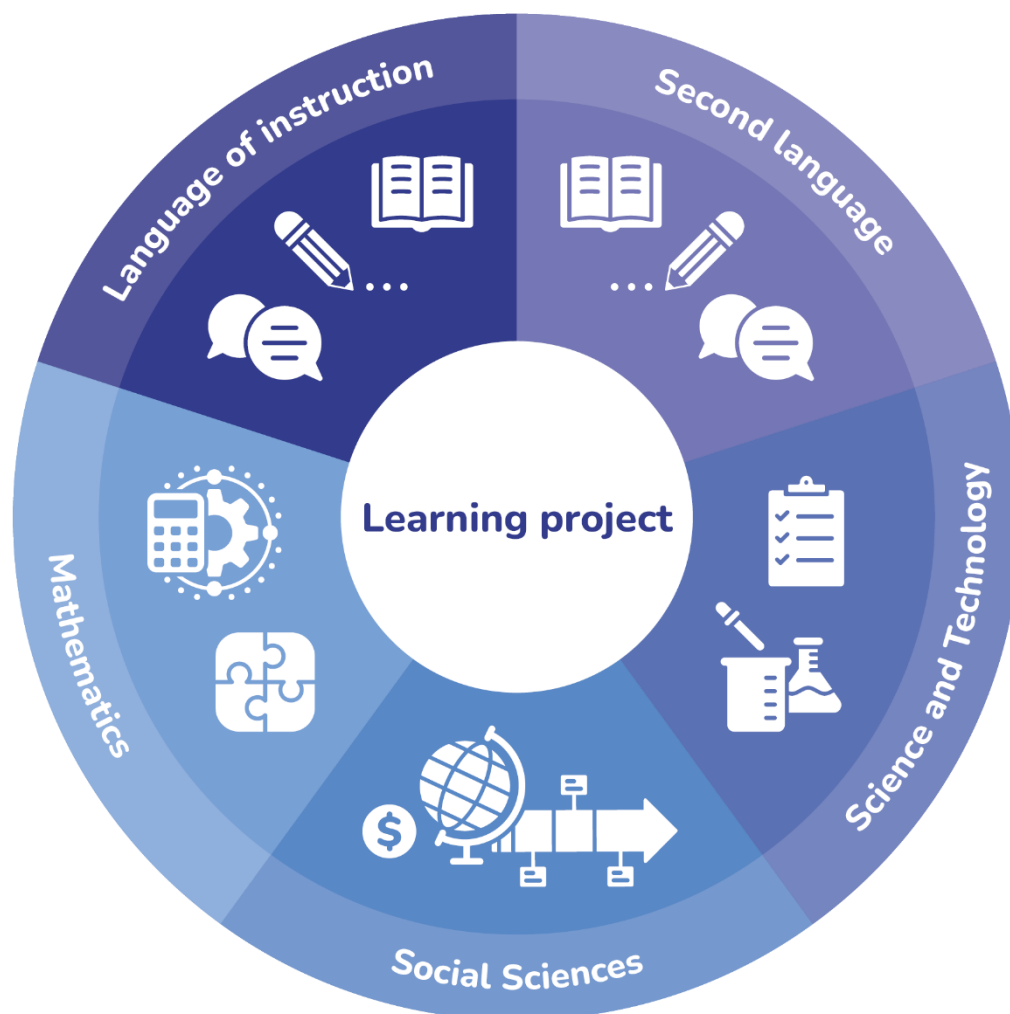 Language of instruction
Second language
Learning project
Mathematics
Science and Technology
$
Social Sciences